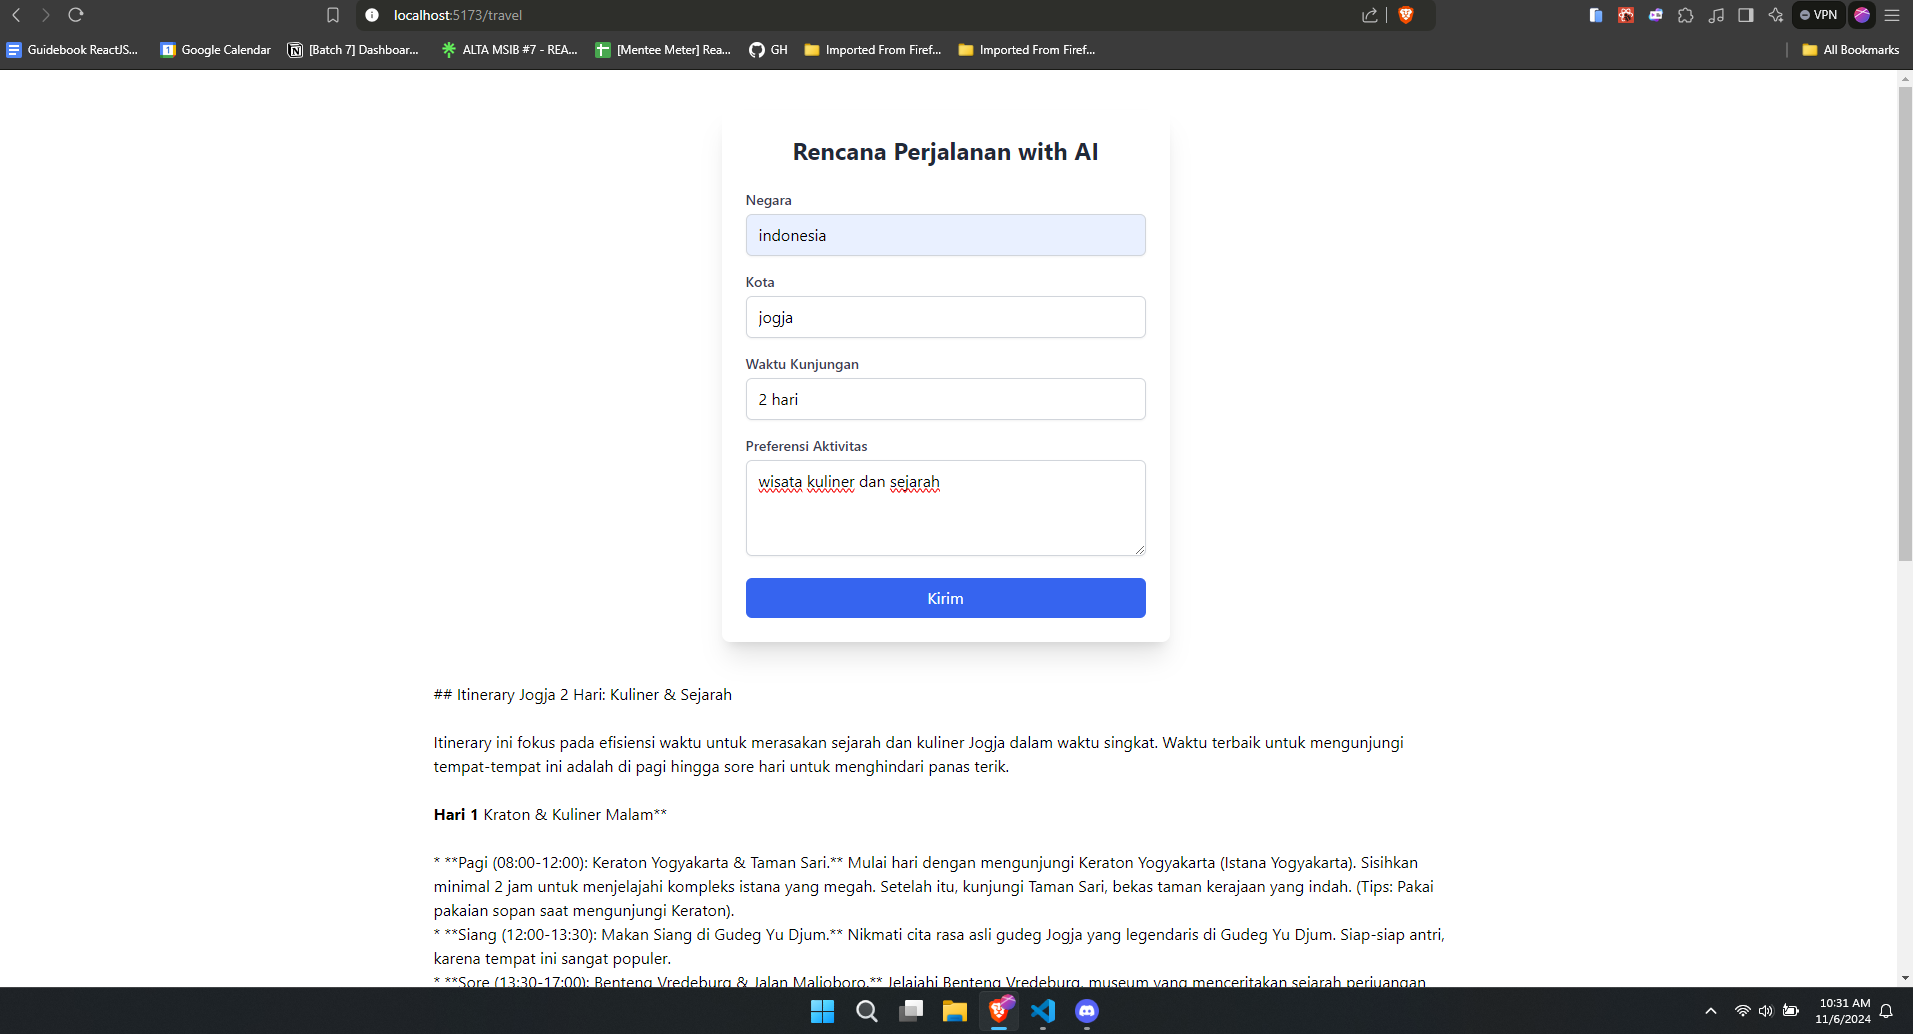 localhost:5173/travel
VPN
Guidebook ReactJS...
Google Calendar
[Batch 7] Dashboar...
ALTA MSIB #7 - REA...
[Mentee Meter] Rea...
GH
Imported From Firef...
Imported From Firef...
All Bookmarks
Rencana Perjalanan with AI
Negara
indonesia
Kota
jogja
Waktu Kunjungan
2 hari
Preferensi Aktivitas
wisata kuliner dan sejarah
Kirim
## Itinerary Jogja 2 Hari: Kuliner & Sejarah
Itinerary ini fokus pada efisiensi waktu untuk merasakan sejarah dan kuliner Jogja dalam waktu singkat. Waktu terbaik untuk mengunjungi
tempat-tempat ini adalah di pagi hingga sore hari untuk menghindari panas terik.
Hari 1 Kraton & Kuliner Malam**
* **Pagi (08:00-12:00): Keraton Yogyakarta & Taman Sari.** Mulai hari dengan mengunjungi Keraton Yogyakarta (Istana Yogyakarta). Sisihkan
minimal 2 jam untuk menjelajahi kompleks istana yang megah. Setelah itu, kunjungi Taman Sari, bekas taman kerajaan yang indah. (Tips: Pakai
pakaian sopan saat mengunjungi Keraton).
* **Siang (12:00-13:30): Makan Siang di Gudeg Yu Djum.** Nikmati cita rasa asli gudeg Jogja yang legendaris di Gudeg Yu Djum. Siap-siap antri,
karena tempat ini sangat populer.
* **Sore (13:30-17:00): Benteng Vredeburg & Jalan Malioboro.** Jelajahi Benteng Vredeburg, museum yang menceritakan sejarah perjuangan
10:31 AM
11/6/2024